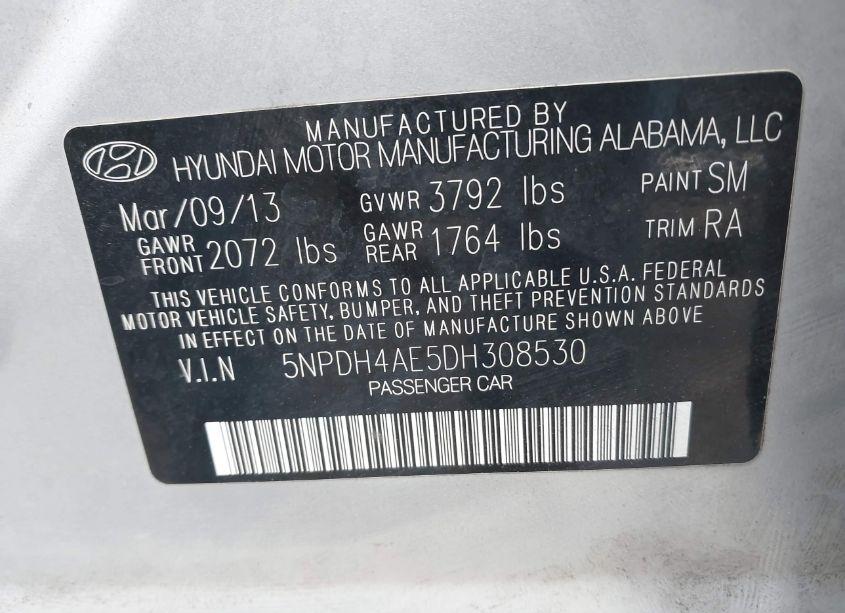 MANUFACTURED BY
HYUNDAI MOTOR MANUFACTURING ALABAMA, LLC
Mar/09/13 GVWR 3792 lbs PAINT SM
GAWR FRONT 2072 lbs GAWR REAR 1764 lbs TRIM RA
THIS VEHICLE CONFORMS TO ALL APPLICABLE U.S.A. FEDERAL
MOTOR VEHICLE SAFETY, BUMPER, AND THEFT PREVENTION STANDARDS
IN EFFECT ON THE DATE OF MANUFACTURE SHOWN ABOVE
V.I.N 5NPDH4AE5DH308530
PASSENGER CAR